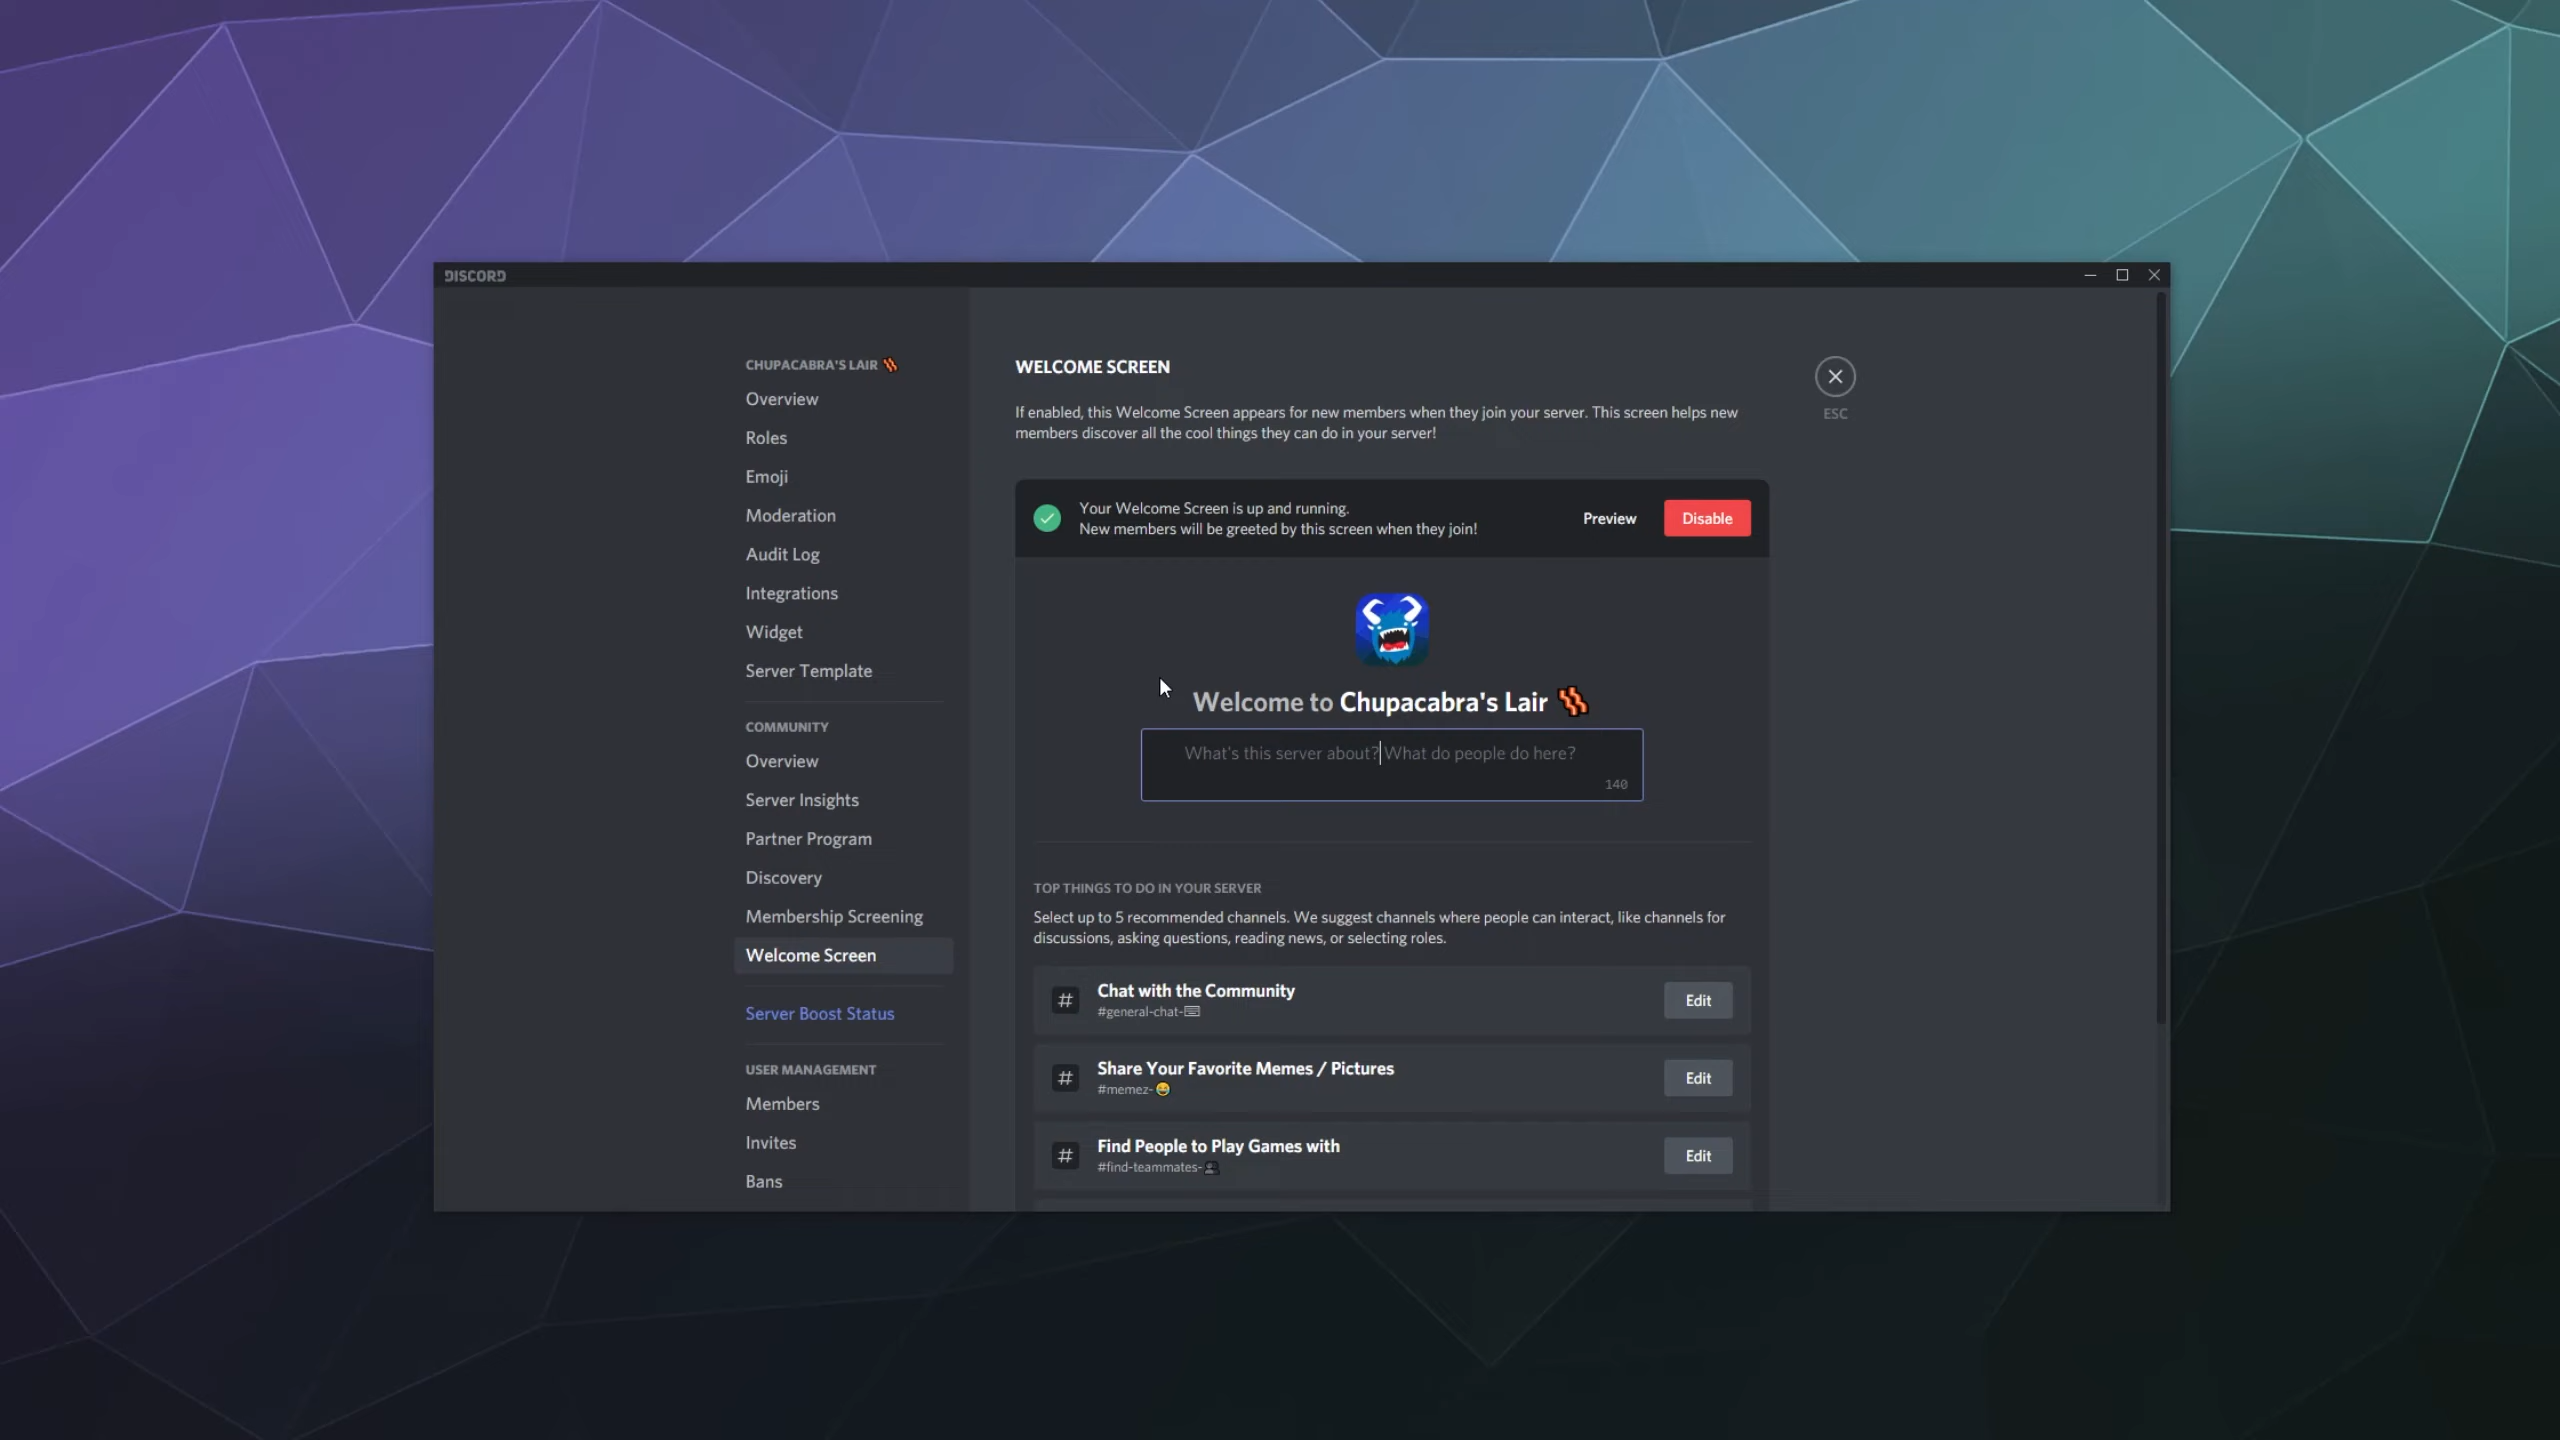 DISCORD
CHUPACABRA'S LAIR 🥓
Overview
Roles
Emoji
Moderation
Audit Log
Integrations
Widget
Server Template
COMMUNITY
Overview
Server Insights
Partner Program
Discovery
Membership Screening
Welcome Screen
Server Boost Status
USER MANAGEMENT
Members
Invites
Bans
WELCOME SCREEN
ESC
If enabled, this Welcome Screen appears for new members when they join your server. This screen helps new
members discover all the cool things they can do in your server!
Your Welcome Screen is up and running.
New members will be greeted by this screen when they join!
Preview
Disable
Welcome to Chupacabra's Lair 🥓
What's this server about? What do people do here?
140
TOP THINGS TO DO IN YOUR SERVER
Select up to 5 recommended channels. We suggest channels where people can interact, like channels for
discussions, asking questions, reading news, or selecting roles.
# Chat with the Community
#general-chat-⌨
Edit
# Share Your Favorite Memes / Pictures
#memez-😂
Edit
# Find People to Play Games with
#find-teammates-👥
Edit